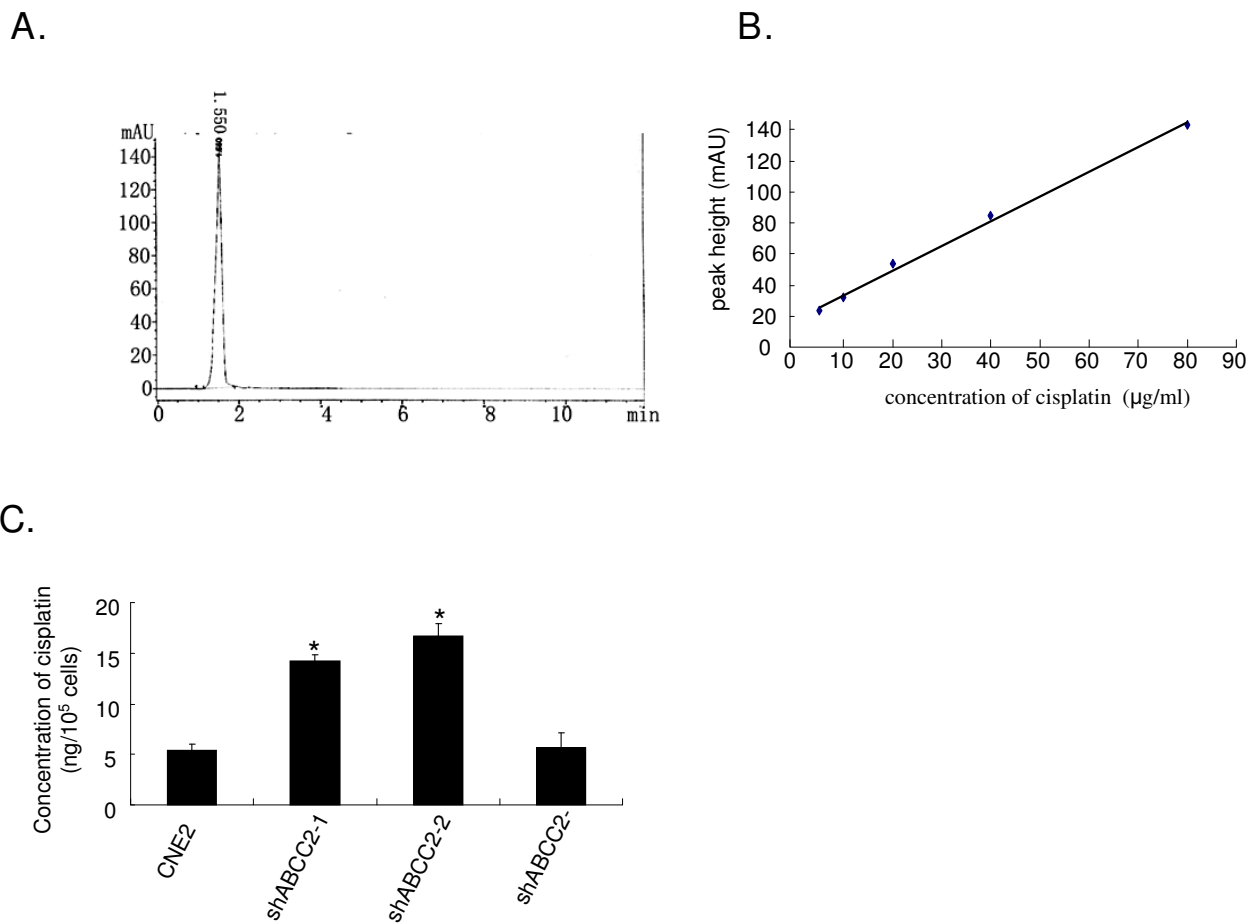 A.
B.
1.550
mAU
140
120
100
80
60
40
20
0
0 2 4 6 8 10 min
peak height (mAU)
140
120
100
80
60
40
20
0
0 10 20 30 40 50 60 70 80 90
concentration of cisplatin (µg/ml)
C.
Concentration of cisplatin
(ng/10⁵ cells)
20
15
10
5
0
* *
CNE2
shABCC2-1
shABCC2-2
shABCC2-